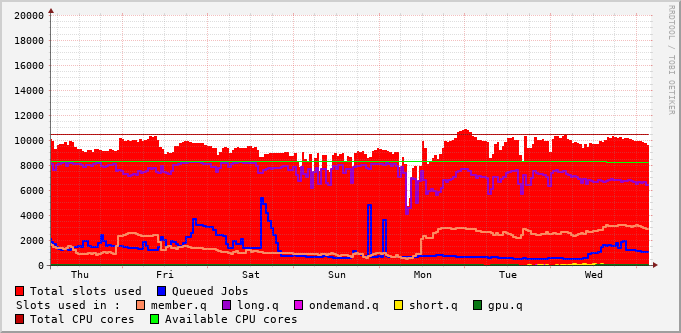 RRDTOOL / TOBI OETIKER
20000
18000
16000
14000
12000
10000
8000
6000
4000
2000
0
Thu Fri Sat Sun Mon Tue Wed
Total slots used Queued Jobs
Slots used in : member.q long.q ondemand.q short.q gpu.q
Total CPU cores Available CPU cores